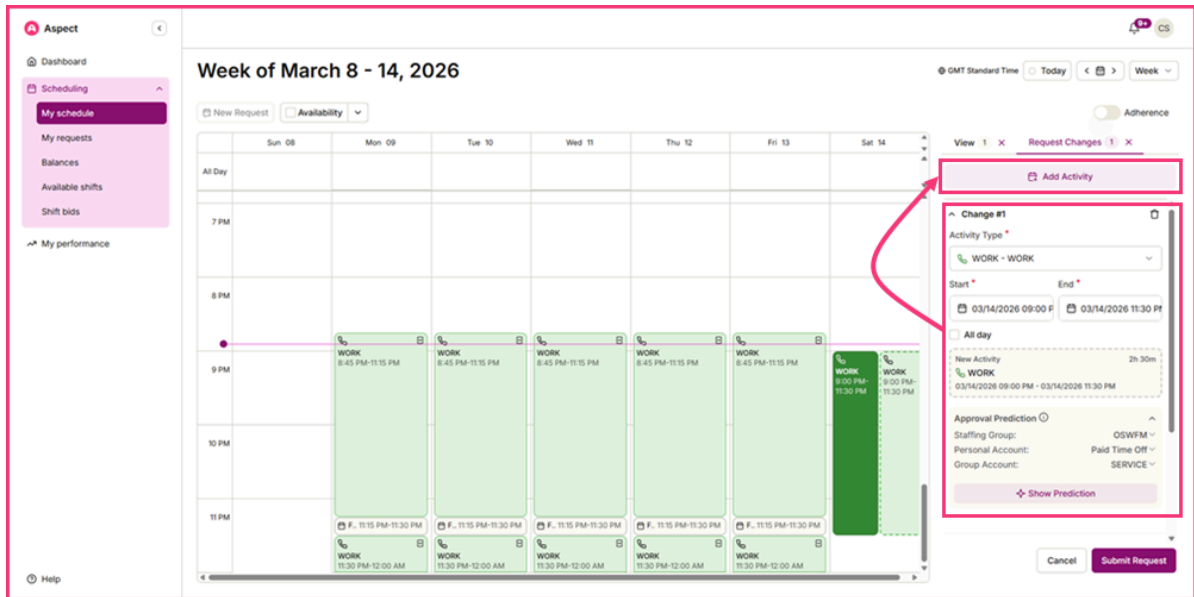 Aspect
9+
CS
Dashboard
Scheduling
My schedule
My requests
Balances
Available shifts
Shift bids
My performance
Help
Week of March 8 - 14, 2026
GMT Standard Time
Today
Week
New Request
Availability
Adherence
Sun 08 Mon 09 Tue 10 Wed 11 Thu 12 Fri 13 Sat 14
All Day
7 PM
8 PM
WORK WORK WORK WORK WORK
8:45 PM-11:15 PM 8:45 PM-11:15 PM 8:45 PM-11:15 PM 8:45 PM-11:15 PM 8:45 PM-11:15 PM
9 PM
WORK WORK
9:00 PM- 9:00 PM-
11:30 PM 11:30 PM
10 PM
11 PM
F.. 11:15 PM-11:30 PM F.. 11:15 PM-11:30 PM F.. 11:15 PM-11:30 PM F.. 11:15 PM-11:30 PM F.. 11:15 PM-11:30 PM
WORK WORK WORK WORK WORK
11:30 PM-12:00 AM 11:30 PM-12:00 AM 11:30 PM-12:00 AM 11:30 PM-12:00 AM 11:30 PM-12:00 AM
View 1 Request Changes 1
Add Activity
Change #1
Activity Type *
WORK - WORK
Start * End *
03/14/2026 09:00 P 03/14/2026 11:30 PM
All day
New Activity 2h 30m
WORK
03/14/2026 09:00 PM - 03/14/2026 11:30 PM
Approval Prediction
Staffing Group: OSWFM
Personal Account: Paid Time Off
Group Account: SERVICE
Show Prediction
Cancel
Submit Request